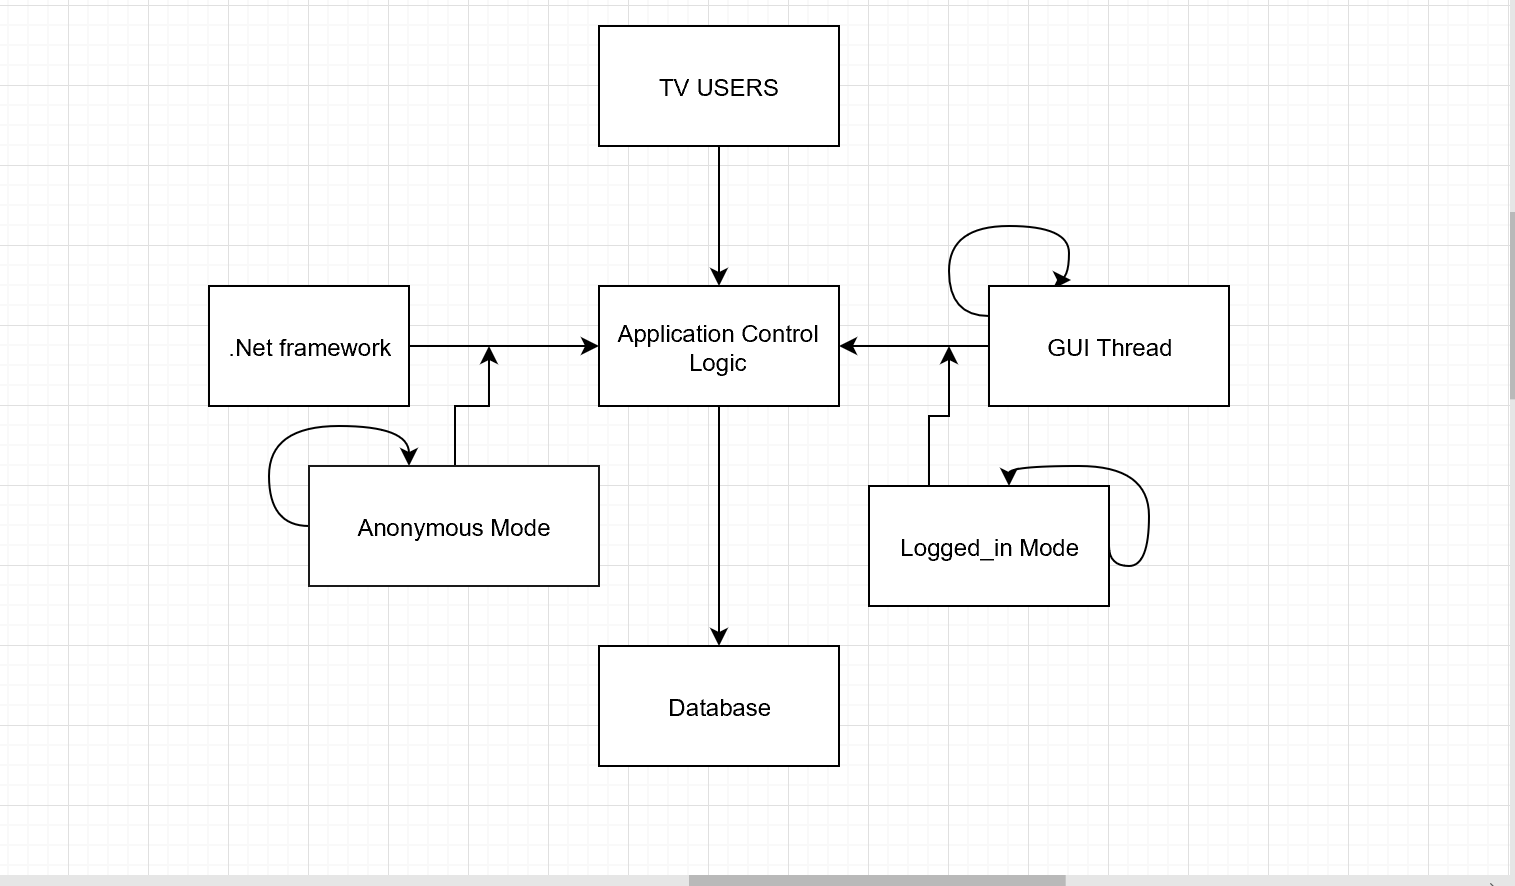 TV USERS
.Net framework
Application Control
Logic
GUI Thread
Anonymous Mode
Logged_in Mode
Database